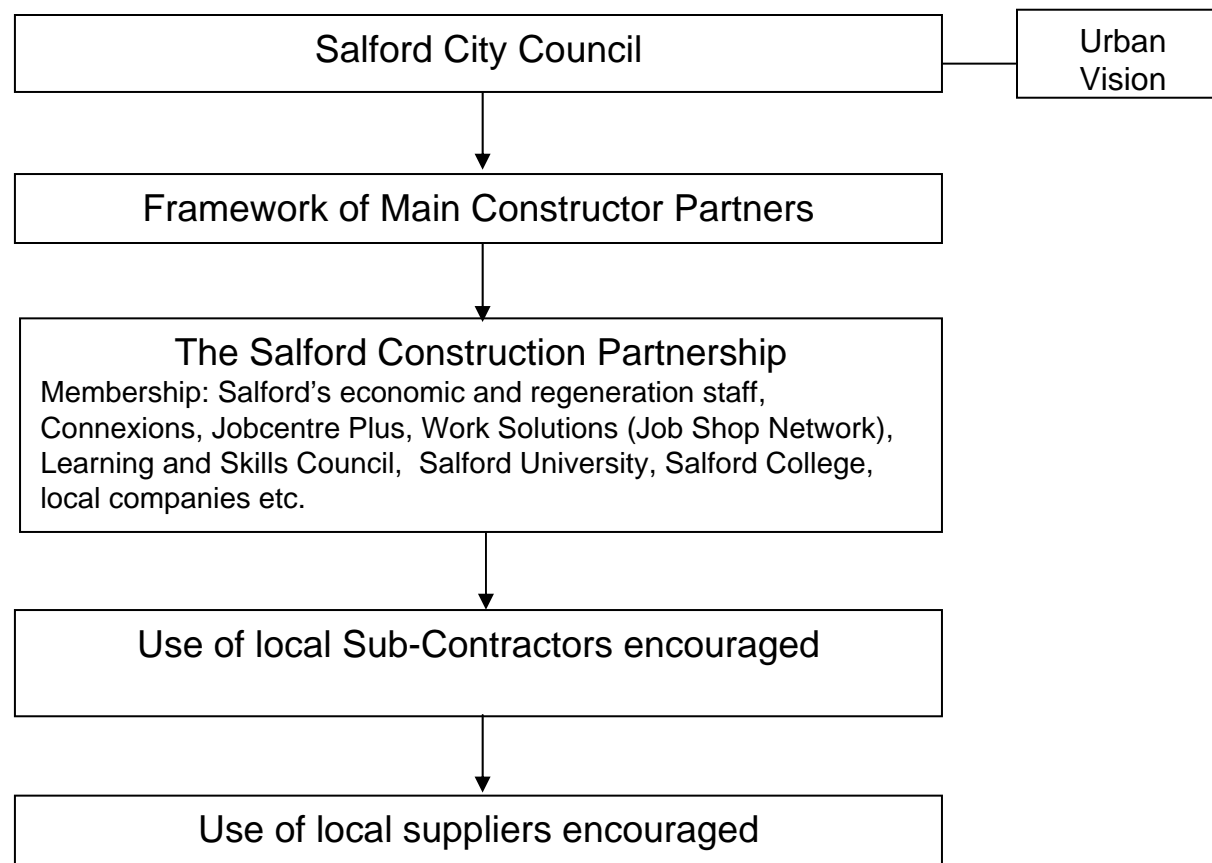 Salford City Council
Urban
Vision
Framework of Main Constructor Partners
The Salford Construction Partnership
Membership: Salford’s economic and regeneration staff,
Connexions, Jobcentre Plus, Work Solutions (Job Shop Network),
Learning and Skills Council,  Salford University, Salford College,
local companies etc.
Use of local Sub-Contractors encouraged
Use of local suppliers encouraged